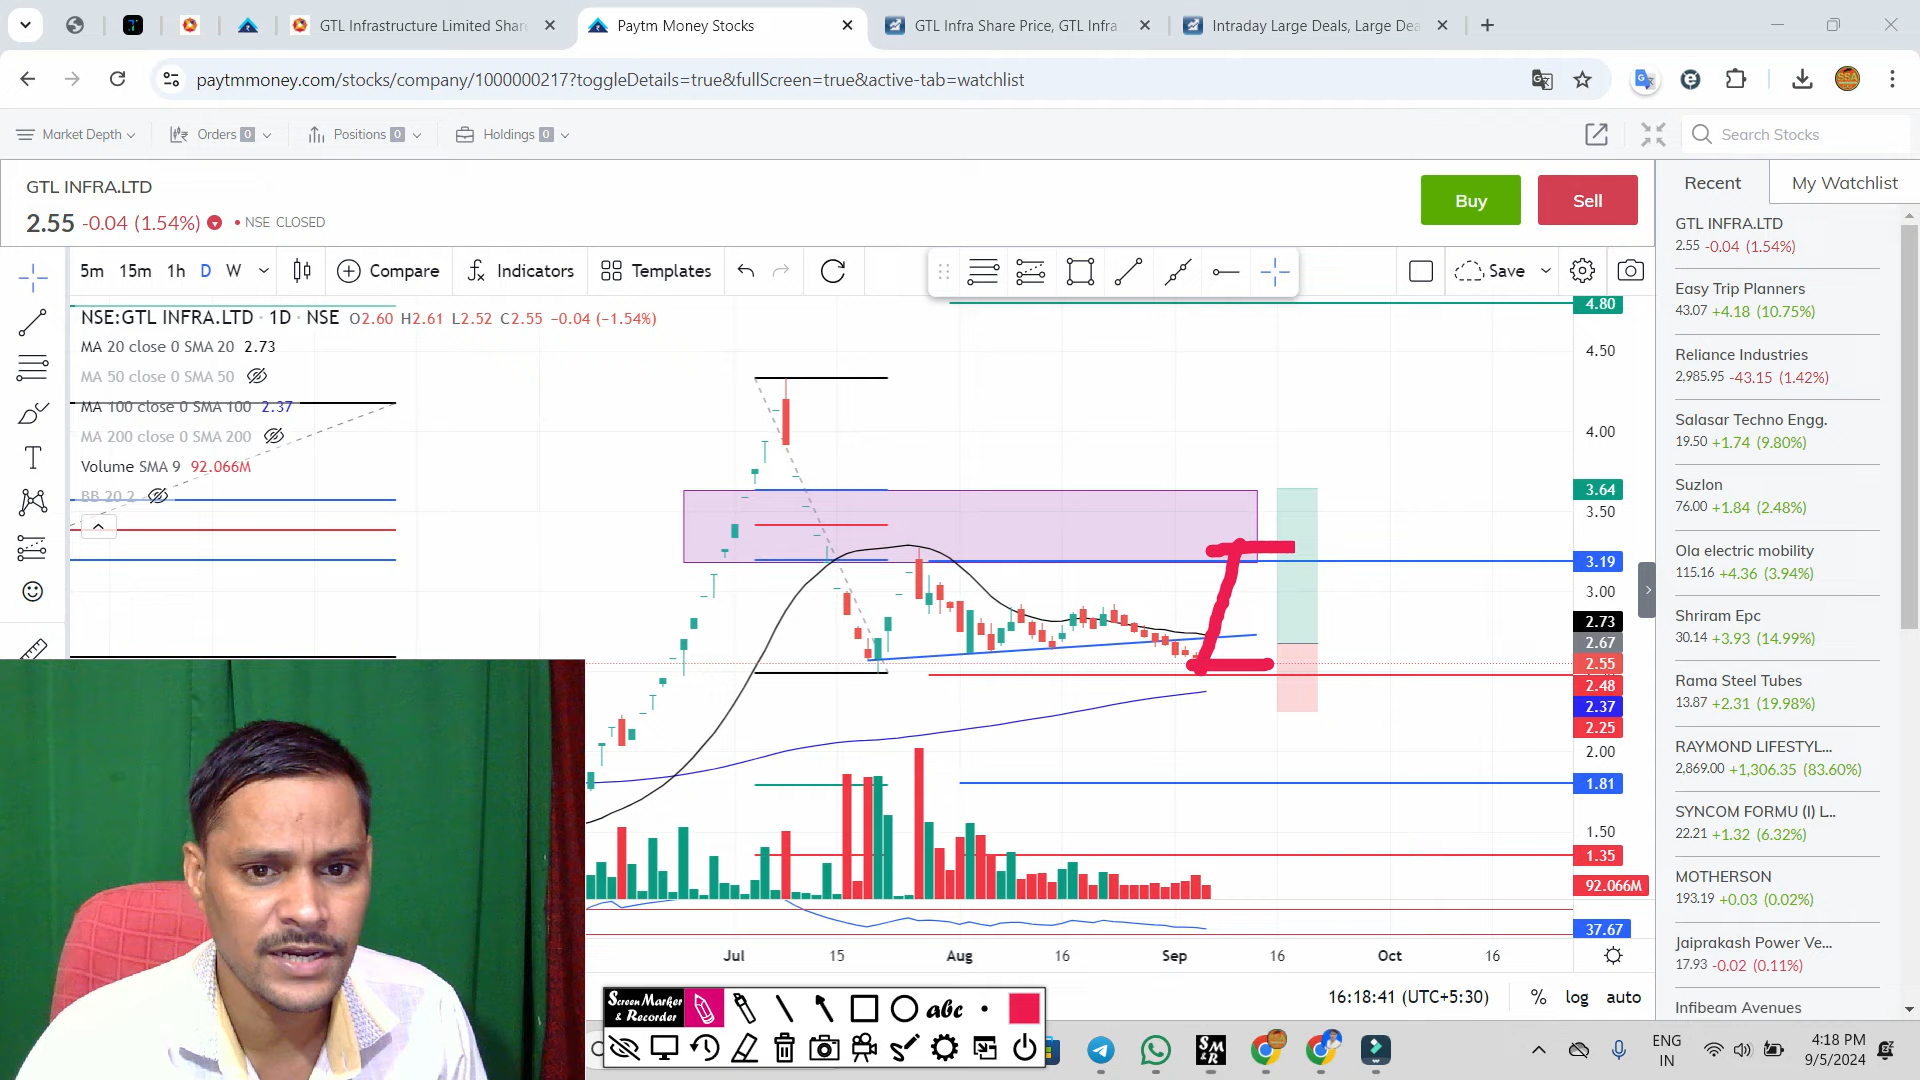 GTL Infrastructure Limited Shar
Paytm Money Stocks
GTL Infra Share Price, GTL Infra
Intraday Large Deals, Large Dea
paytmmoney.com/stocks/company/1000000217?toggleDetails=true&fullScreen=true&active-tab=watchlist
SSA
Market Depth
Orders 0
Positions 0
Holdings 0
Search Stocks
GTL INFRA.LTD
2.55 -0.04 (1.54%) • NSE CLOSED
Buy
Sell
Recent
My Watchlist
5m 15m 1h D W
Compare
Indicators
Templates
Save
NSE:GTL INFRA.LTD · 1D · NSE O2.60 H2.61 L2.52 C2.55 −0.04 (−1.54%)
MA 20 close 0 SMA 20 2.73
MA 50 close 0 SMA 50
MA 100 close 0 SMA 100 2.37
MA 200 close 0 SMA 200
Volume SMA 9 92.066M
BB 20 2
4.80
4.50
4.00
3.64
3.50
3.19
3.00
2.73
2.67
2.55
2.48
2.37
2.25
2.00
1.81
1.50
1.35
92.066M
37.67
Jul 15 Aug 16 Sep 16 Oct 16
16:18:41 (UTC+5:30) % log auto
GTL INFRA.LTD
2.55 -0.04 (1.54%)
Easy Trip Planners
43.07 +4.18 (10.75%)
Reliance Industries
2,985.95 -43.15 (1.42%)
Salasar Techno Engg.
19.50 +1.74 (9.80%)
Suzlon
76.00 +1.84 (2.48%)
Ola electric mobility
115.16 +4.36 (3.94%)
Shriram Epc
30.14 +3.93 (14.99%)
Rama Steel Tubes
13.87 +2.31 (19.98%)
RAYMOND LIFESTYL...
2,869.00 +1,306.35 (83.60%)
SYNCOM FORMU (I) L...
22.21 +1.32 (6.32%)
MOTHERSON
193.19 +0.03 (0.02%)
Jaiprakash Power Ve...
17.93 -0.02 (0.11%)
Infibeam Avenues
Screen Marker
& Recorder
abc
SM
&R
ENG
IN
4:18 PM
9/5/2024